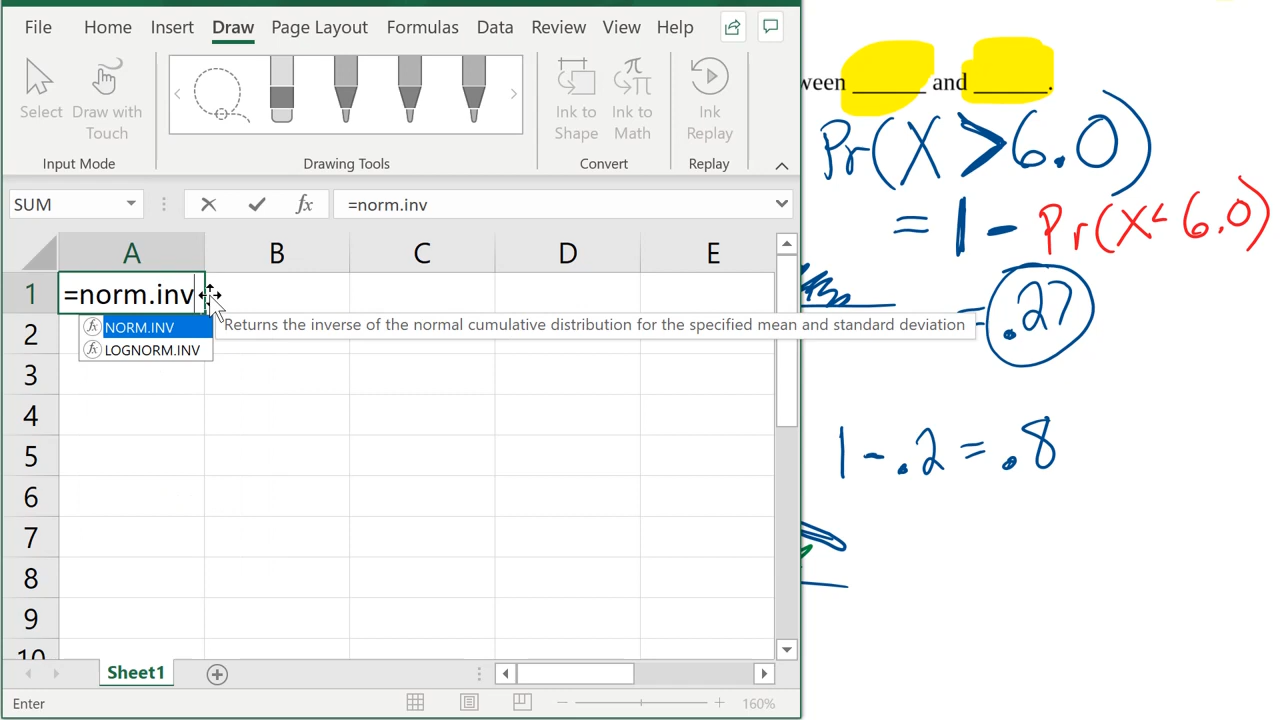 File Home Insert Draw Page Layout Formulas Data Review View Help
Select Draw with Touch Ink to Shape Ink to Math Ink Replay
Input Mode Drawing Tools Convert Replay
SUM fx =norm.inv
A B C D E
1 =norm.inv
NORM.INV Returns the inverse of the normal cumulative distribution for the specified mean and standard deviation
LOGNORM.INV
2
3
4
5
6
7
8
9
10
Sheet1
Enter 160%
ween ______ and ______.
Pr(X > 6.0)
= 1 - Pr(X < 6.0)
= .27
1 - .2 = .8